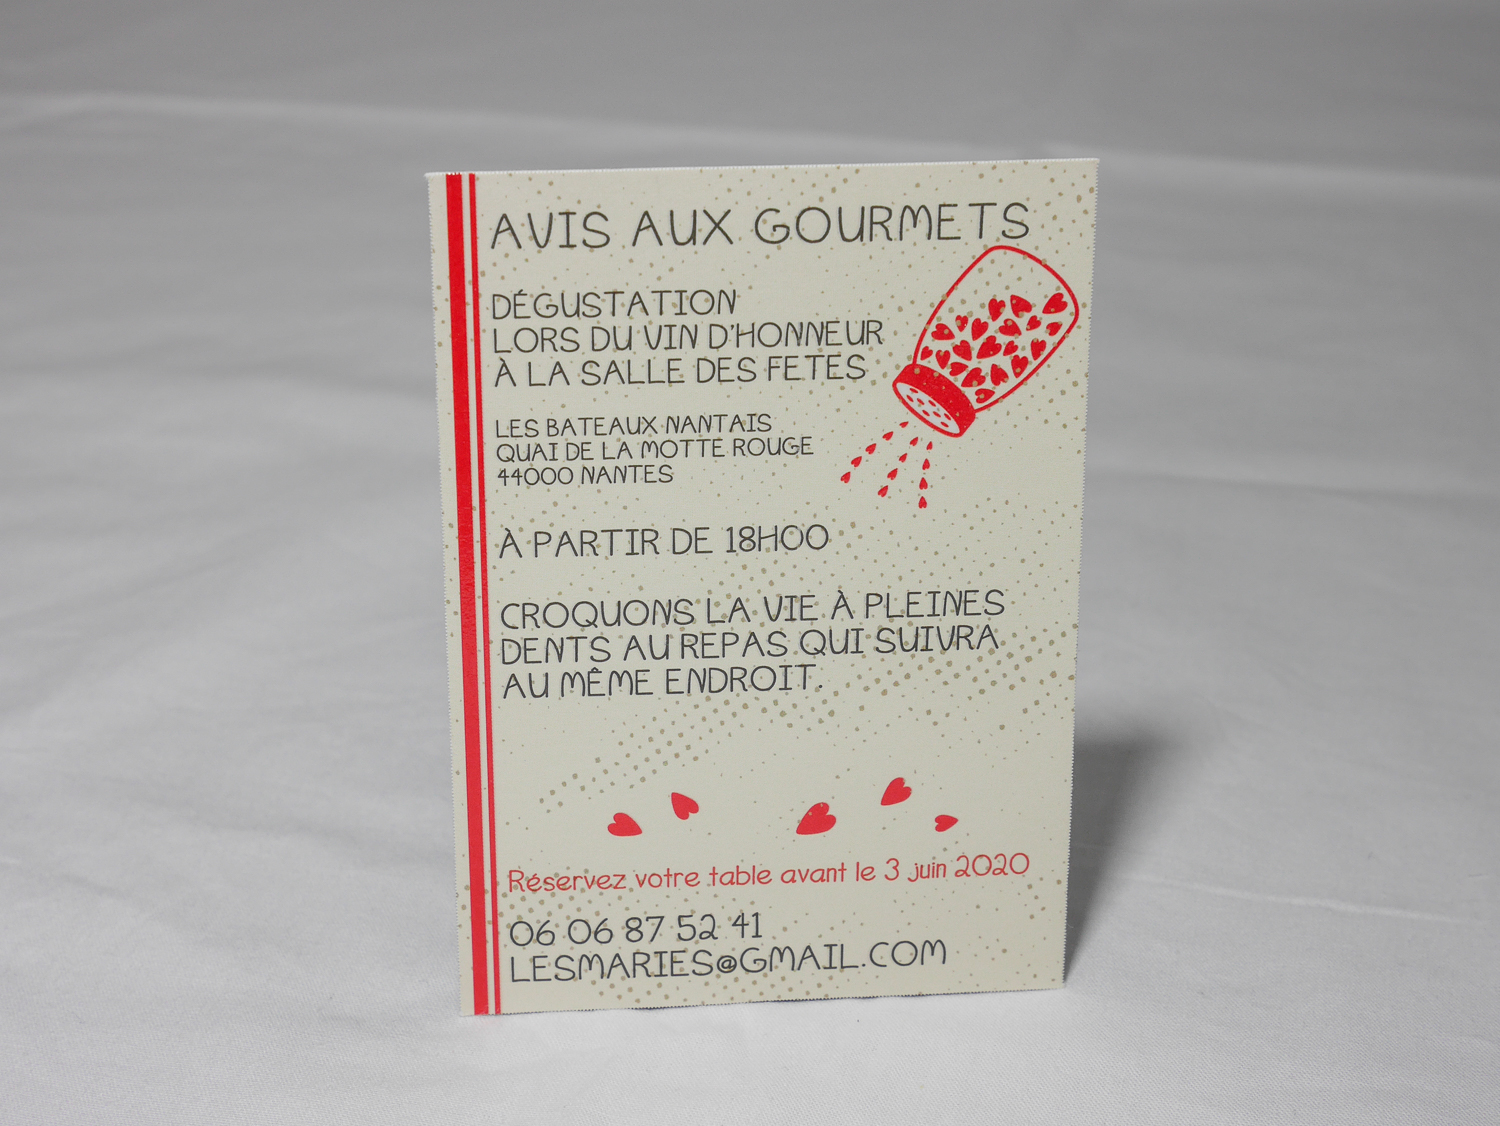 AVIS AUX GOURMETS
DÉGUSTATION
LORS DU VIN D'HONNEUR
À LA SALLE DES FETES
LES BATEAUX NANTAIS
QUAI DE LA MOTTE ROUGE
44000 NANTES
À PARTIR DE 18H00
CROQUONS LA VIE À PLEINES
DENTS AU REPAS QUI SUIVRA
AU MÊME ENDROIT.
Réservez votre table avant le 3 juin 2020
06 06 87 52 41
LESMARIES@GMAIL.COM